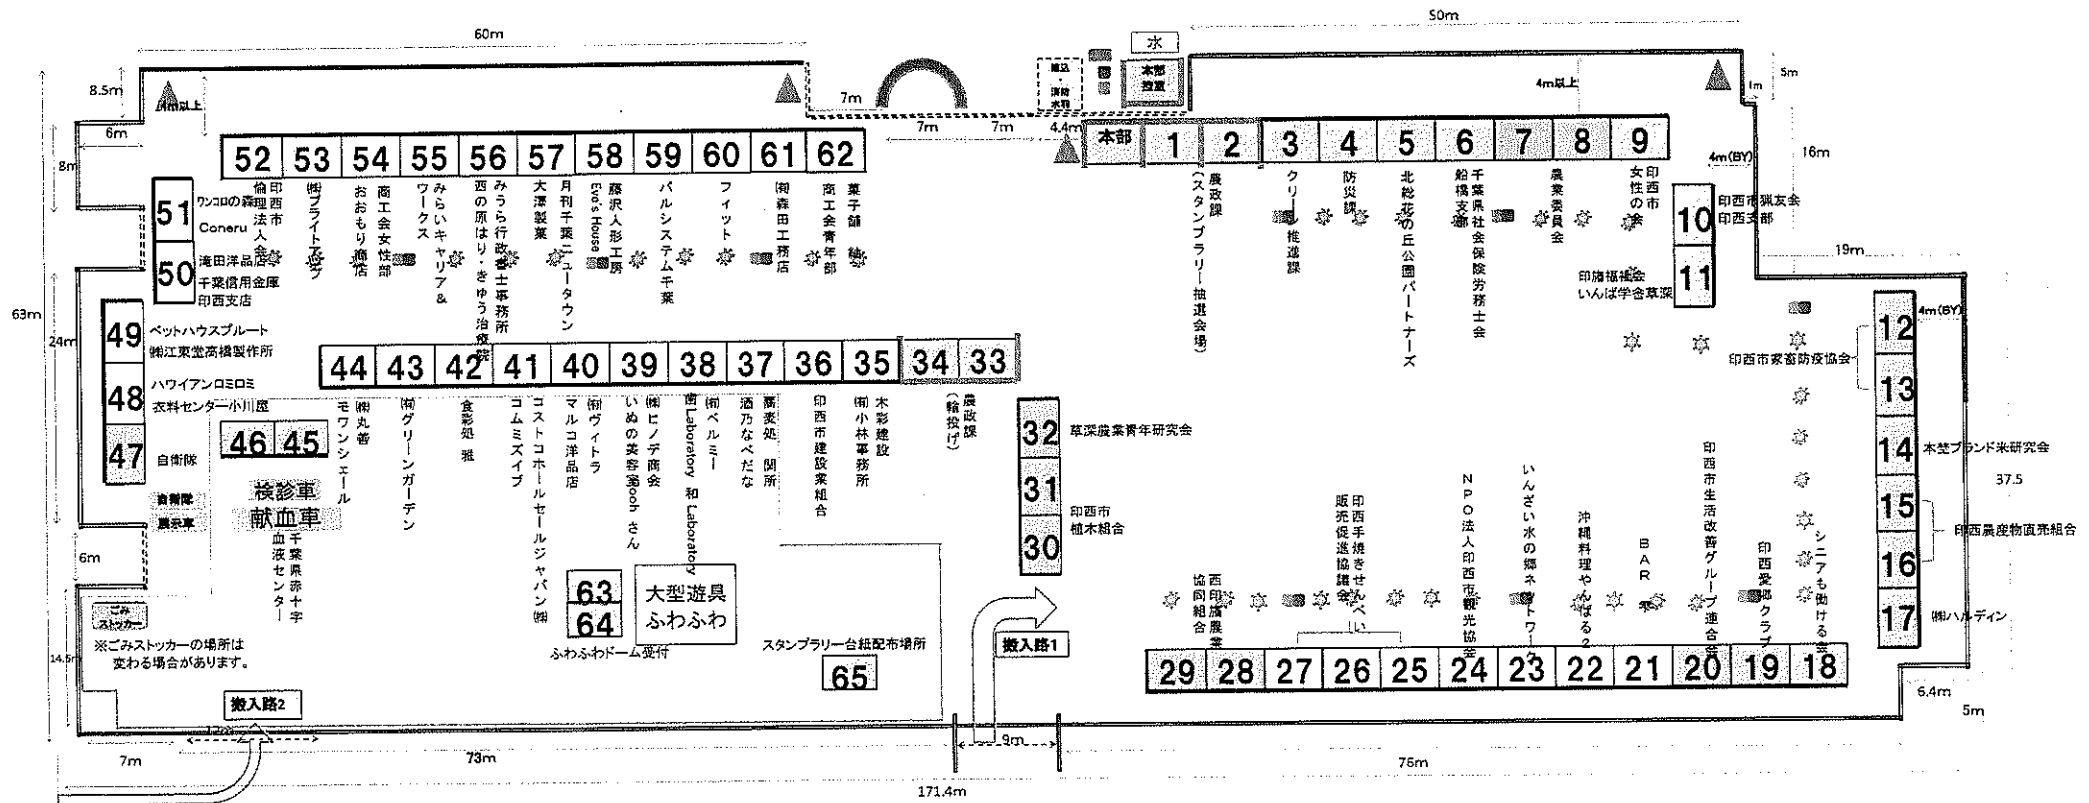 60m
50m
水
本部
控室
8.5m
4m以上
7m
7m
7m
4.4m
4m以上
5m
1m
6m
8m
52
53
54
55
56
57
58
59
60
61
62
本部
1
2
3
4
5
6
7
8
9
4m(BY)
16m
印西市
倫理法人会
㈱ブライトアップ
おおもり商店
商工会女性部
みらいキャリア&
ワークス
みうら行政書士事務所
西の原はり・きゅう治療院
大澤製菓
月刊千葉ニュータウン
藤沢人形工房
Evo's House
パルシステム千葉
フィット
㈲森田工務店
商工会青年部
菓子舗
農政課
(スタンプラリー抽選会場)
クリーン推進課
防災課
北総花の丘公園パートナーズ
千葉県社会保険労務士会
船橋支部
農業委員会
印西市
女性の会
51
ワンコロの森
Coneru
50
滝田洋品店
千葉信用金庫
印西支店
10
印西市猟友会
印西支部
11
印旛福祉会
いんば学舎草深
19m
63m
24m
49
ペットハウスプルート
㈱江東堂高橋製作所
48
ハワイアンロミロミ
衣料センター小川屋
47
自衛隊
自衛隊
展示車
44
43
42
41
40
39
38
37
36
35
34
33
46
45
検診車
献血車
千葉県赤十字
血液センター
㈱丸善
モワンシェール
㈲グリーンガーデン
食彩処 雅
コストコホールセールジャパン㈱
コムミズイブ
㈲ヴィトラ
マルコ洋品店
㈱ヒノデ商会
いぬの美容室ooh さん
㈲ベルミー
歯Laboratory 和 Laboratory
蕎麦処 関所
酒乃なべだな
印西市建設業組合
木彩建設
㈲小林事務所
農政課
(輪投げ)
32
草深農業青年研究会
31
30
印西市
植木組合
12
4m(BY)
印西市家畜防疫協会
13
14
本埜ブランド米研究会
37.5
15
16
印西農産物直売組合
17
㈱ハルディン
6m
ごみ
ストッカー
※ごみストッカーの場所は
変わる場合があります。
14.5m
63
64
ふわふわドーム受付
大型遊具
ふわふわ
スタンプラリー台紙配布場所
65
搬入路1
搬入路2
西印旛農業
協同組合
印西手焼きせんべい
販売促進協議会
NPO法人印西市観光協会
いんざい水の郷ネットワーク
沖縄料理やんばる2
BAR
印西市生活改善グループ連合会
印西愛郷クラブ
シニアも働ける会
29
28
27
26
25
24
23
22
21
20
19
18
6.4m
5m
7m
73m
9m
75m
171.4m